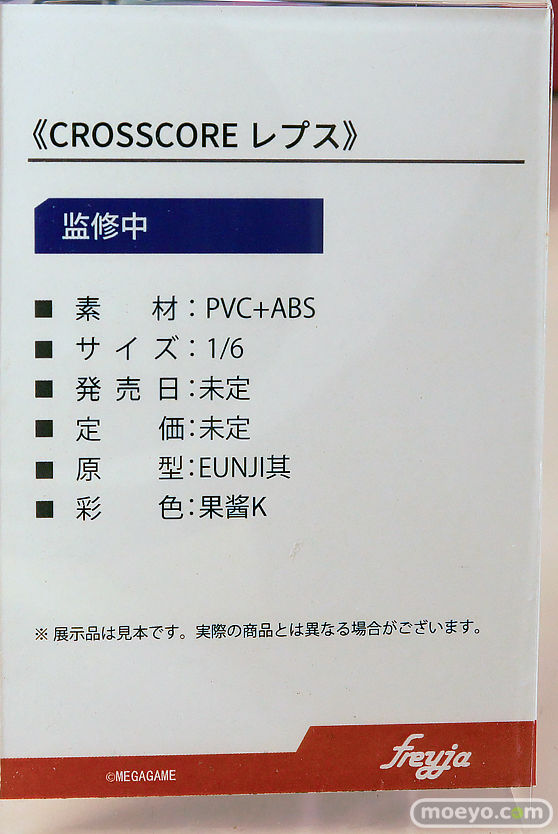 《CROSSCORE レプス》
監修中
■ 素材：PVC+ABS
■ サイズ：1/6
■ 発売日：未定
■ 定価：未定
■ 原型：EUNJI其
■ 彩色：果醬K
※ 展示品は見本です。実際の商品とは異なる場合がございます。
freyja
©MEGAGAME
moeyo.com